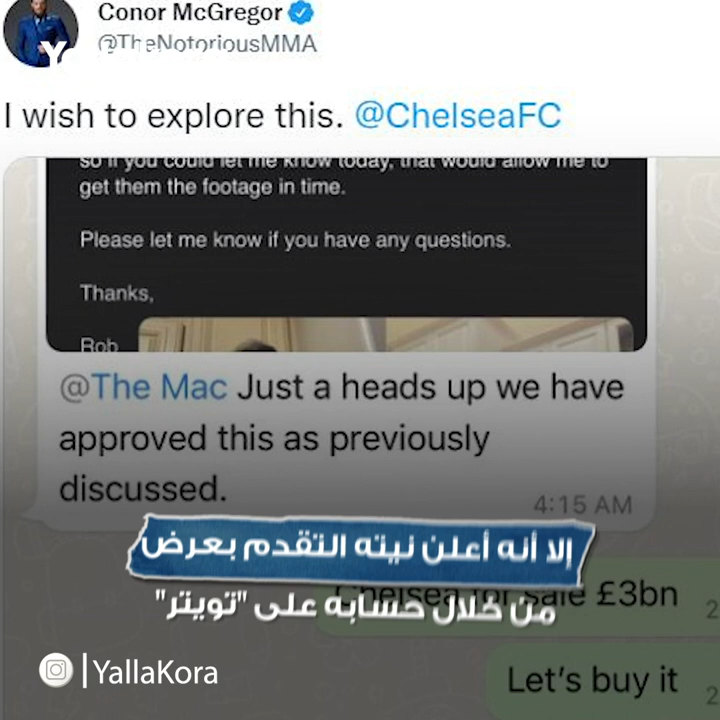 Conor McGregor
@TheNotoriousMMA
I wish to explore this. @ChelseaFC
so if you could let me know today, that would allow me to
get them the footage in time.
Please let me know if you have any questions.
Thanks,
Rob
@The Mac Just a heads up we have
approved this as previously
discussed.
4:15 AM
إلا أنه أعلن نيته التقدم بعرض
Chelsea for sale £3bn
من خلال حسابه على "تويتر"
Let's buy it
YallaKora